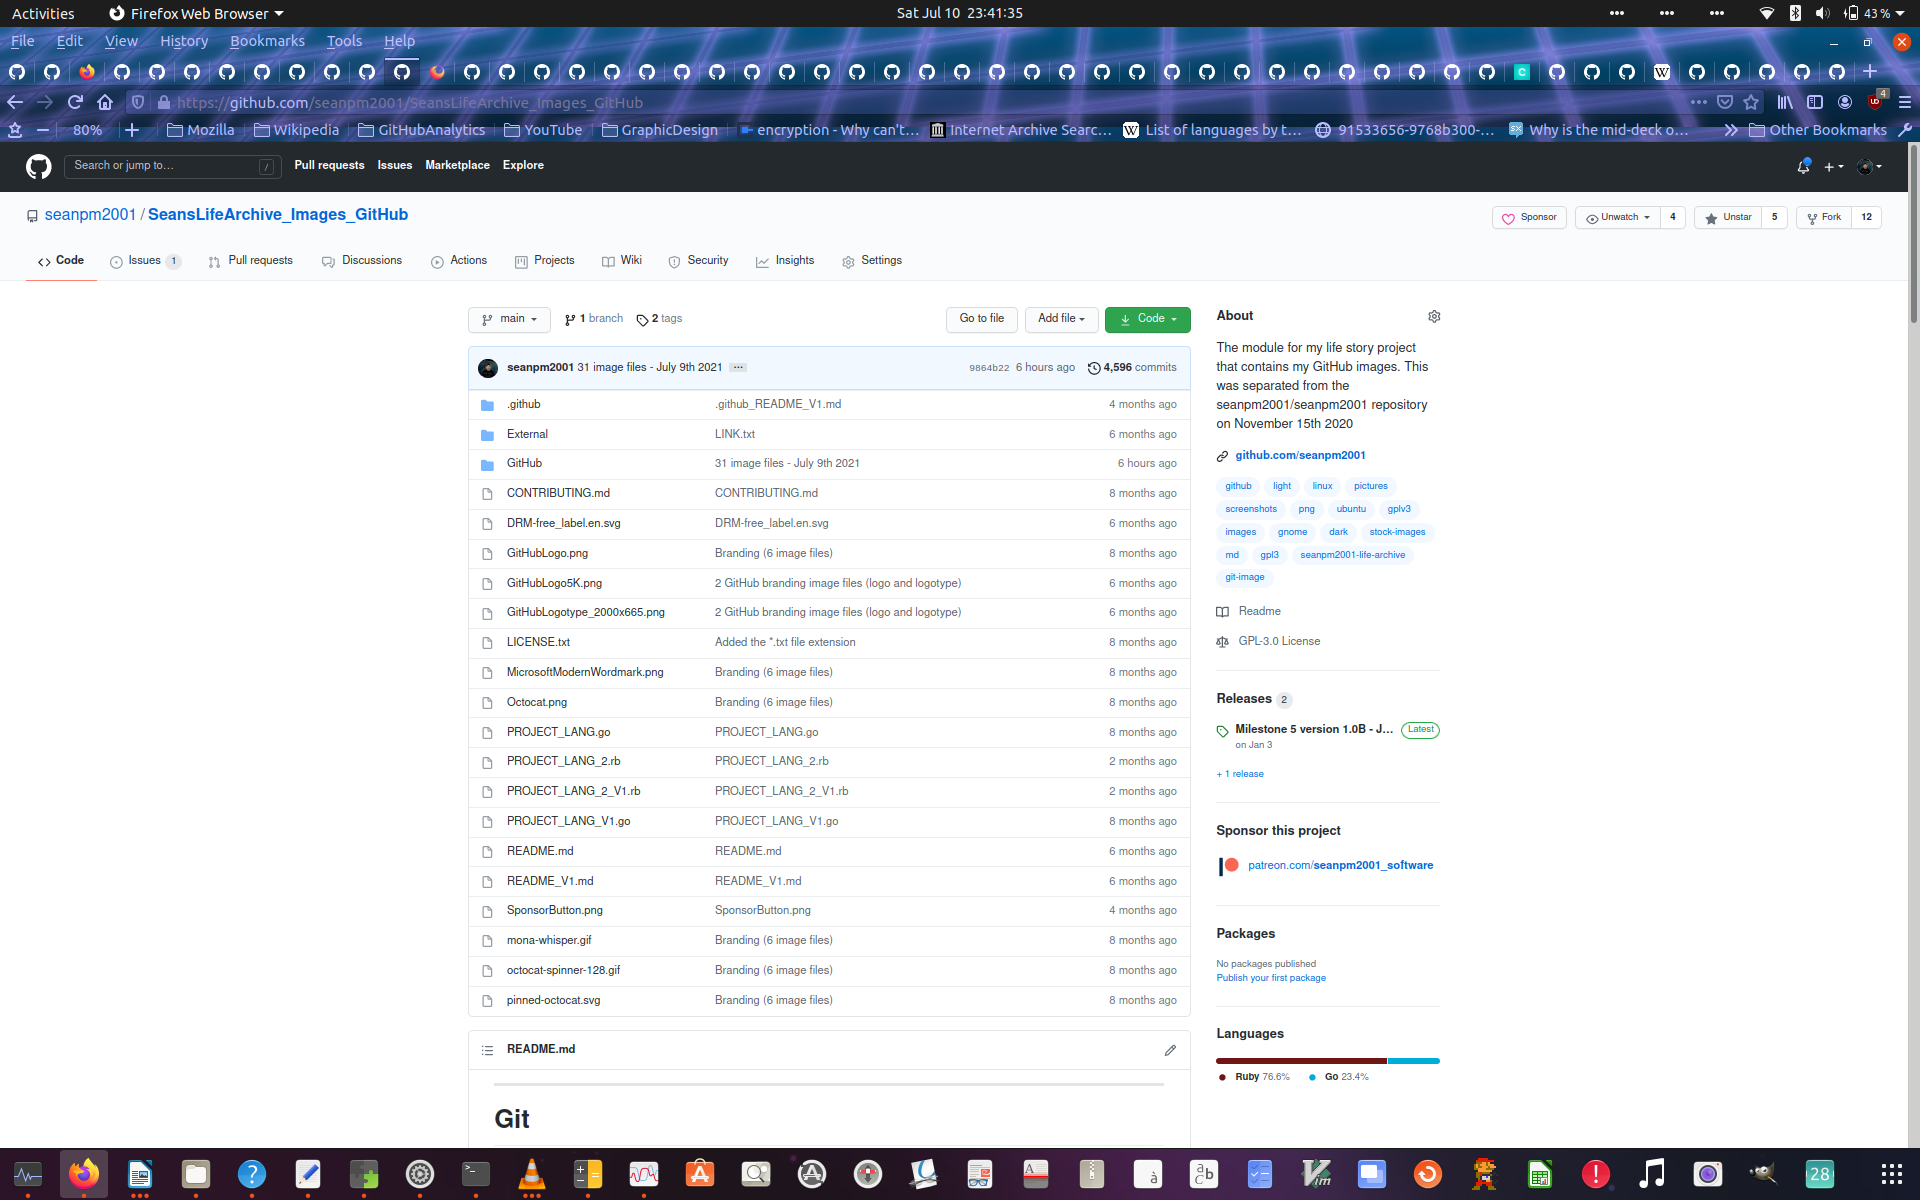 Activities Firefox Web Browser Sat Jul 10 23:41:35 43 %
File Edit View History Bookmarks Tools Help
https://github.com/seanpm2001/SeansLifeArchive_Images_GitHub 4
80% Mozilla Wikipedia GitHubAnalytics YouTube GraphicDesign encryption - Why can't… Internet Archive Searc… List of languages by t… 91533656-9768b300-… Why is the mid-deck o… Other Bookmarks
Search or jump to… / Pull requests Issues Marketplace Explore
seanpm2001 / SeansLifeArchive_Images_GitHub Sponsor Unwatch 4 Unstar 5 Fork 12
Code Issues 1 Pull requests Discussions Actions Projects Wiki Security Insights Settings
main 1 branch 2 tags Go to file Add file Code
seanpm2001 31 image files - July 9th 2021 … 9864b22 6 hours ago 4,596 commits
.github .github_README_V1.md 4 months ago
External LINK.txt 6 months ago
GitHub 31 image files - July 9th 2021 6 hours ago
CONTRIBUTING.md CONTRIBUTING.md 8 months ago
DRM-free_label.en.svg DRM-free_label.en.svg 6 months ago
GitHubLogo.png Branding (6 image files) 8 months ago
GitHubLogo5K.png 2 GitHub branding image files (logo and logotype) 6 months ago
GitHubLogotype_2000x665.png 2 GitHub branding image files (logo and logotype) 6 months ago
LICENSE.txt Added the *.txt file extension 8 months ago
MicrosoftModernWordmark.png Branding (6 image files) 8 months ago
Octocat.png Branding (6 image files) 8 months ago
PROJECT_LANG.go PROJECT_LANG.go 8 months ago
PROJECT_LANG_2.rb PROJECT_LANG_2.rb 2 months ago
PROJECT_LANG_2_V1.rb PROJECT_LANG_2_V1.rb 2 months ago
PROJECT_LANG_V1.go PROJECT_LANG_V1.go 8 months ago
README.md README.md 6 months ago
README_V1.md README_V1.md 6 months ago
SponsorButton.png SponsorButton.png 4 months ago
mona-whisper.gif Branding (6 image files) 8 months ago
octocat-spinner-128.gif Branding (6 image files) 8 months ago
pinned-octocat.svg Branding (6 image files) 8 months ago
README.md
Git
About
The module for my life story project
that contains my GitHub images. This
was separated from the
seanpm2001/seanpm2001 repository
on November 15th 2020
github.com/seanpm2001
github light linux pictures
screenshots png ubuntu gplv3
images gnome dark stock-images
md gpl3 seanpm2001-life-archive
git-image
Readme
GPL-3.0 License
Releases 2
Milestone 5 version 1.0B - J… Latest
on Jan 3
+ 1 release
Sponsor this project
patreon.com/seanpm2001_software
Packages
No packages published
Publish your first package
Languages
Ruby 76.6% Go 23.4%
28